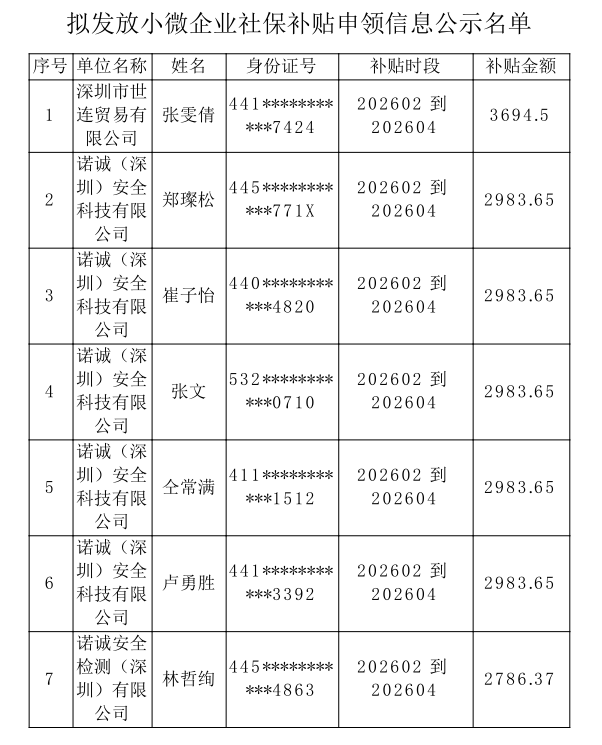 拟发放小微企业社保补贴申领信息公示名单
序号 单位名称 姓名 身份证号 补贴时段 补贴金额
1 深圳市世连贸易有限公司 张雯倩 441*************7424 202602 到 202604 3694.5
2 诺诚（深圳）安全科技有限公司 郑璨松 445*************771X 202602 到 202604 2983.65
3 诺诚（深圳）安全科技有限公司 崔子怡 440*************4820 202602 到 202604 2983.65
4 诺诚（深圳）安全科技有限公司 张文 532*************0710 202602 到 202604 2983.65
5 诺诚（深圳）安全科技有限公司 仝常满 411*************1512 202602 到 202604 2983.65
6 诺诚（深圳）安全科技有限公司 卢勇胜 441*************3392 202602 到 202604 2983.65
7 诺诚安全检测（深圳）有限公司 林哲绚 445*************4863 202602 到 202604 2786.37